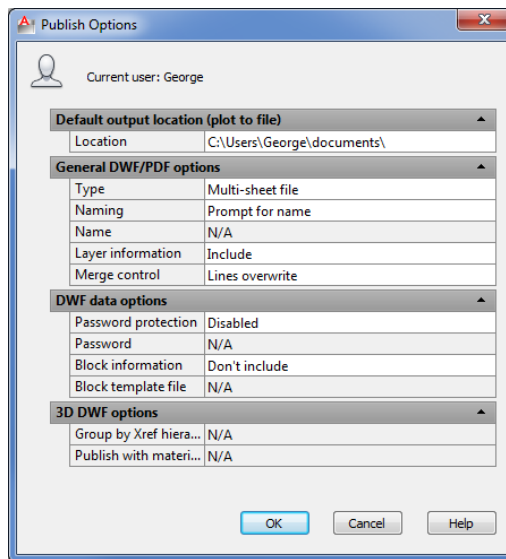 Publish Options
Current user: George
Default output location (plot to file)
Location C:\Users\George\documents\
General DWF/PDF options
Type Multi-sheet file
Naming Prompt for name
Name N/A
Layer information Include
Merge control Lines overwrite
DWF data options
Password protection Disabled
Password N/A
Block information Don't include
Block template file N/A
3D DWF options
Group by Xref hiera... N/A
Publish with materi... N/A
OK Cancel Help